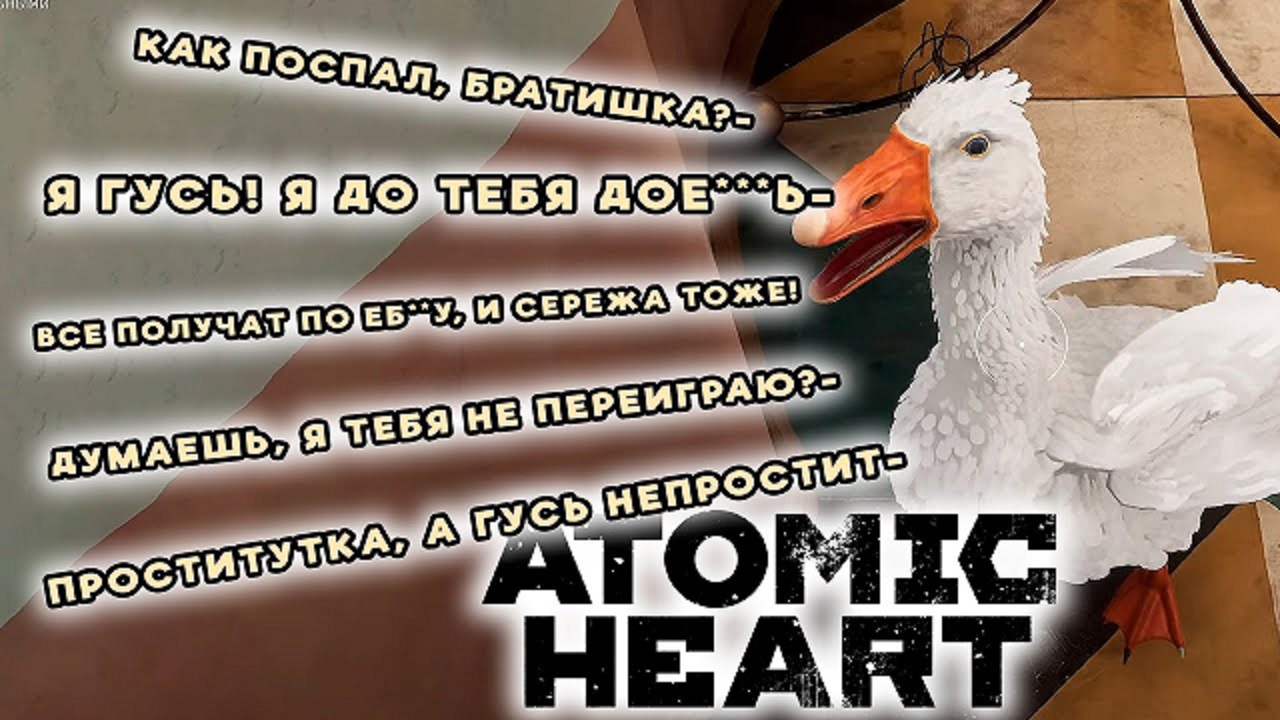 КАК ПОСПАЛ, БРАТИШКА?-
Я ГУСЬ! Я ДО ТЕБЯ ДОЕ***Ь-
ВСЕ ПОЛУЧАТ ПО ЕБ**У, И СЕРЕЖА ТОЖЕ!
ДУМАЕШЬ, Я ТЕБЯ НЕ ПЕРЕИГРАЮ?-
ПРОСТИТУТКА, А ГУСЬ НЕПРОСТИТ-
ATOMIC
HEART